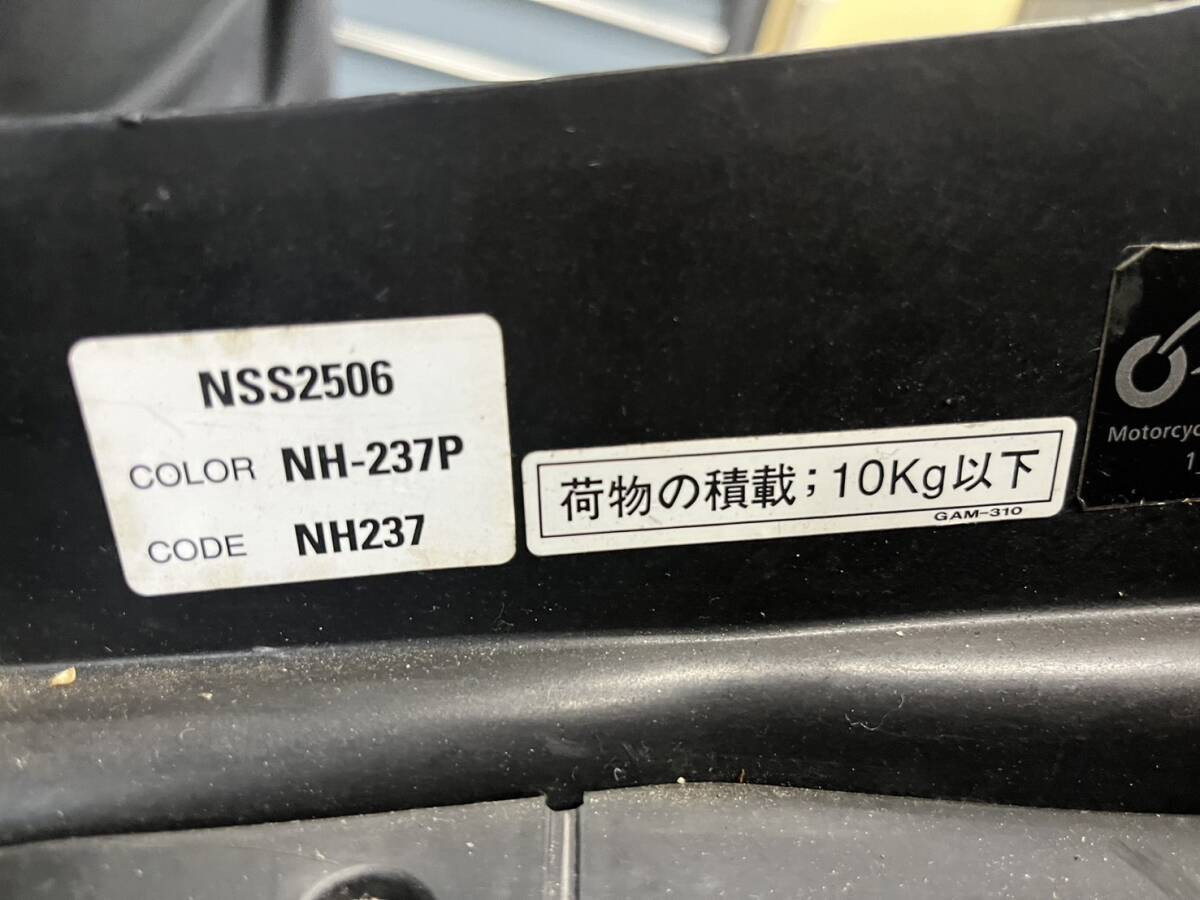 NSS2506
COLOR NH-237P
CODE NH237
荷物の積載;10Kg以下
GAM-310